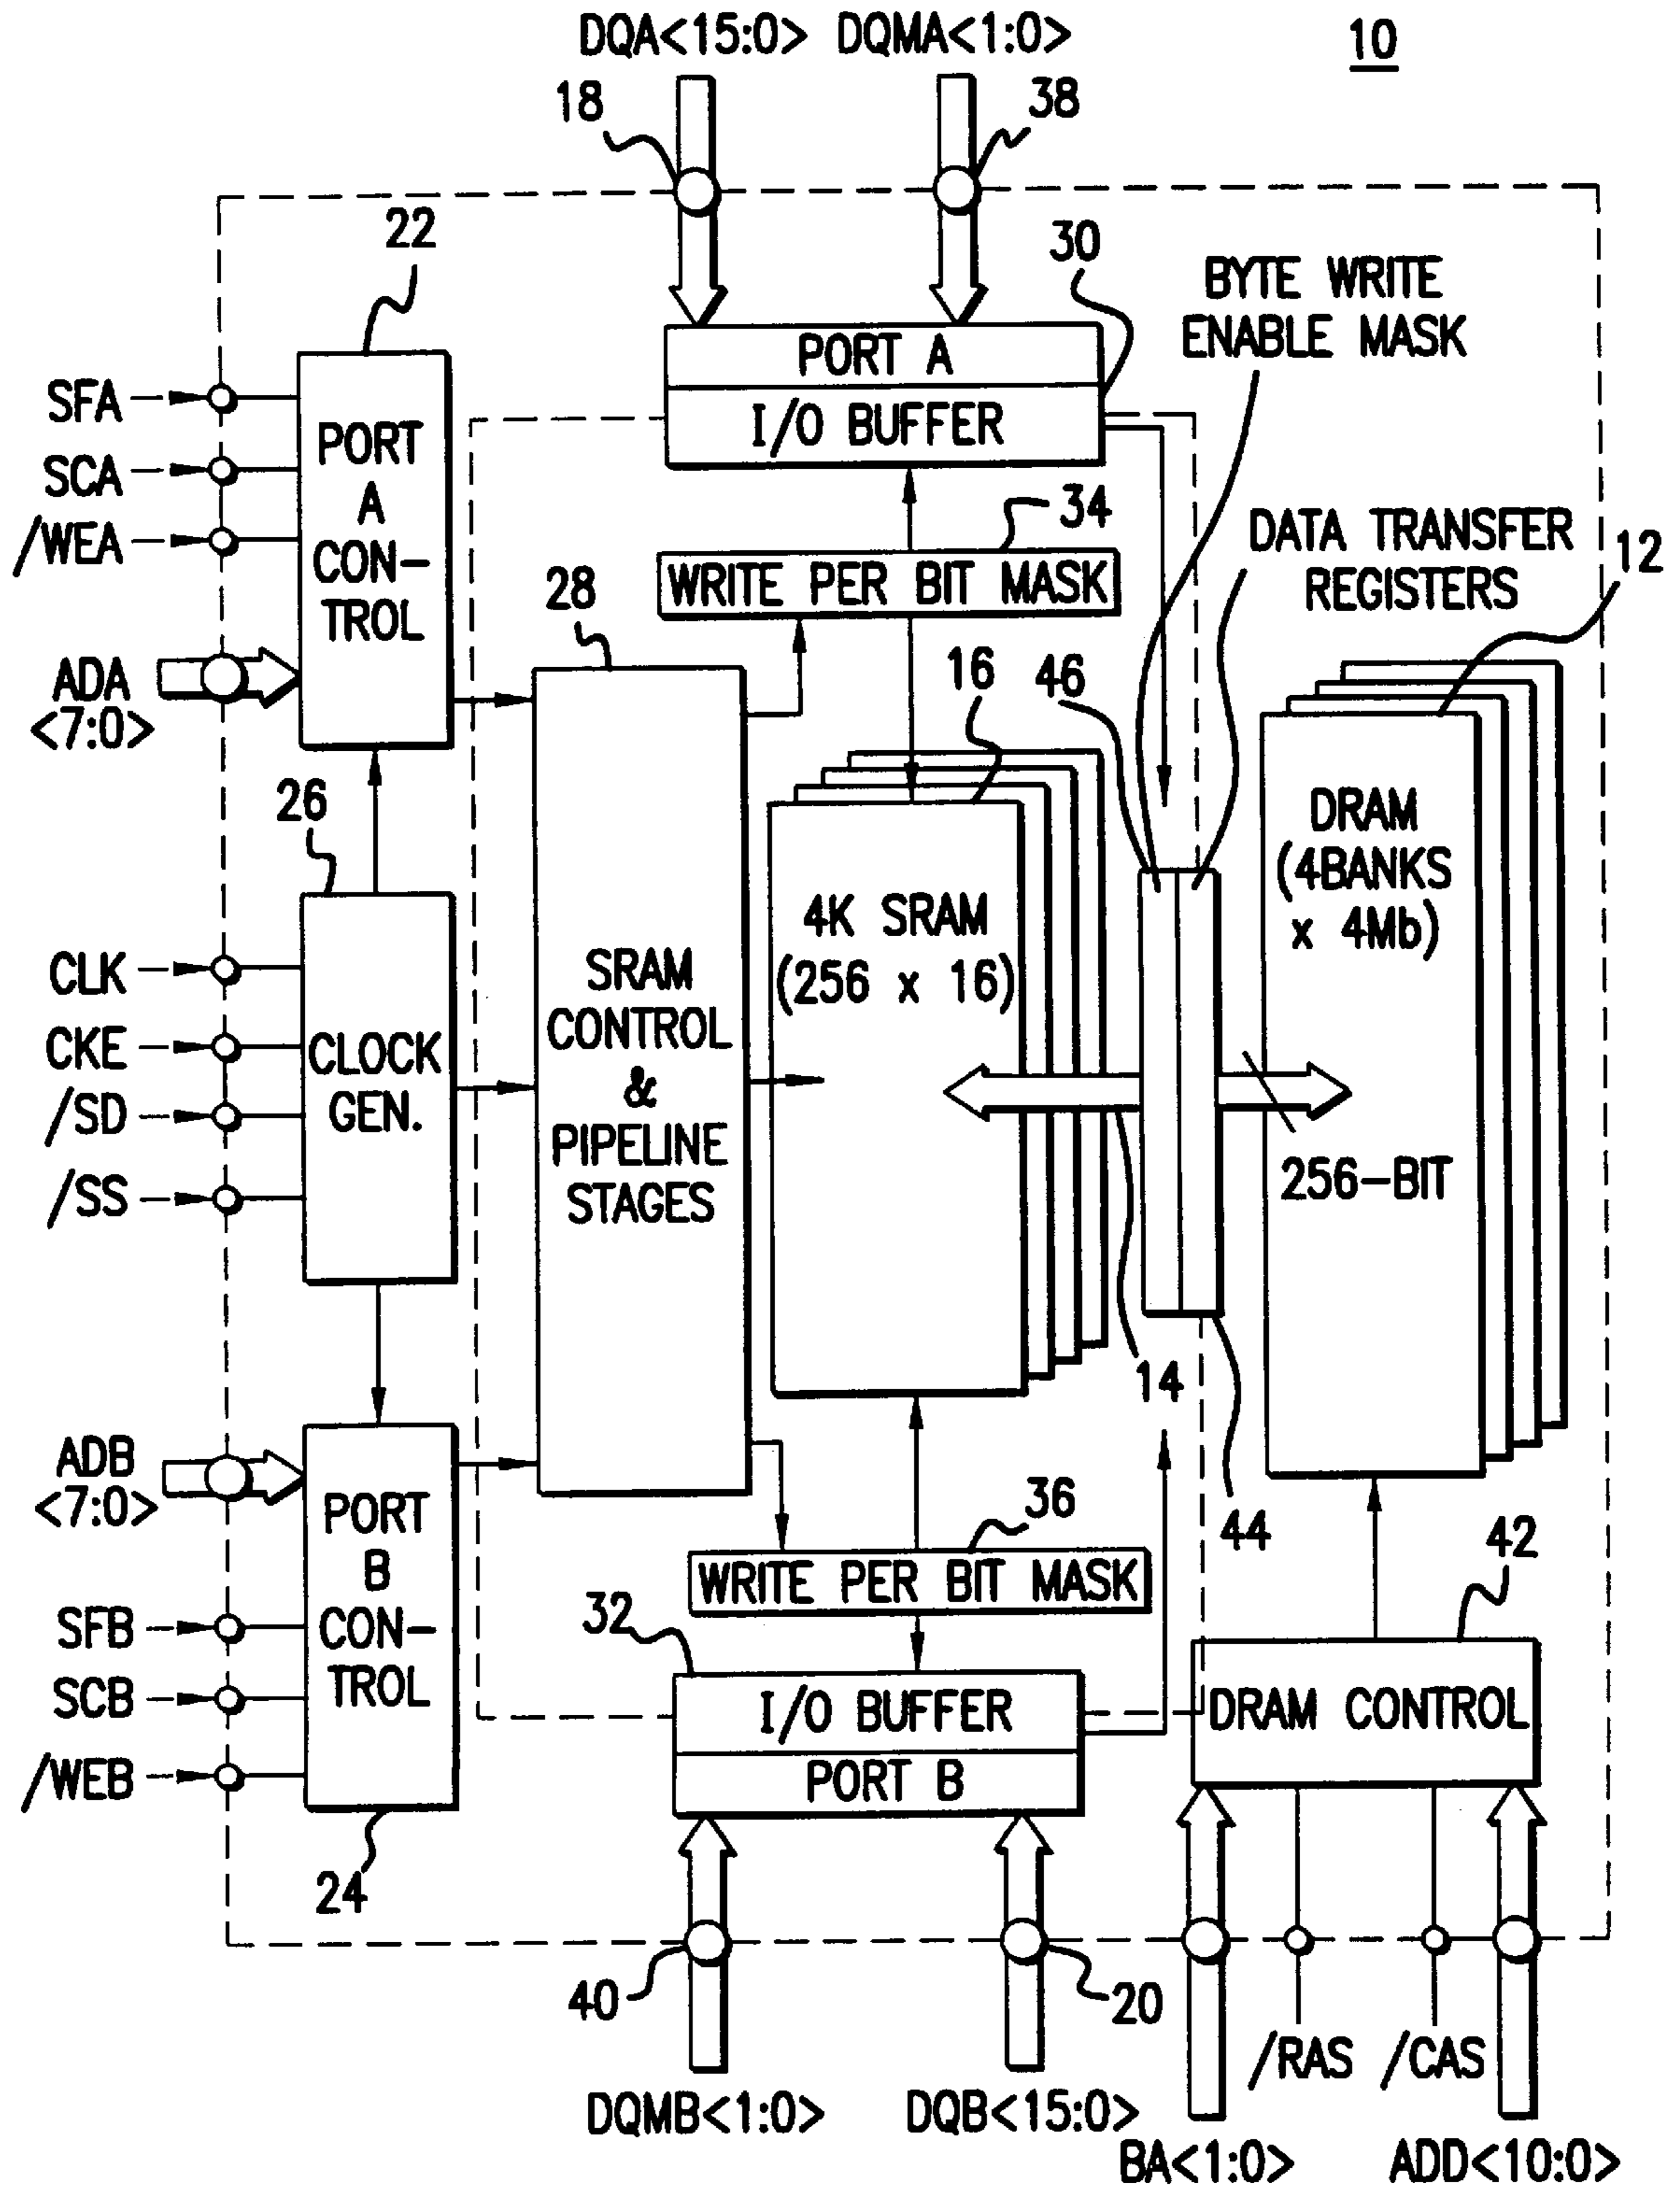 DQA<15:0> DQMA<1:0>
10
18
38
22
30
BYTE WRITE
ENABLE MASK
PORT A
I/O BUFFER
SFA
SCA
/WEA
ADA
<7:0>
PORT
A
CON-
TROL
34
WRITE PER BIT MASK
DATA TRANSFER
REGISTERS
12
28
16
46
26
CLK
CKE
/SD
/SS
CLOCK
GEN.
SRAM
CONTROL
&
PIPELINE
STAGES
4K SRAM
(256 x 16)
DRAM
(4BANKS
x 4Mb)
256-BIT
14
44
ADB
<7:0>
SFB
SCB
/WEB
PORT
B
CON-
TROL
24
36
WRITE PER BIT MASK
32
I/O BUFFER
PORT B
42
DRAM CONTROL
40
20
/RAS /CAS
DQMB<1:0> DQB<15:0>
BA<1:0> ADD<10:0>